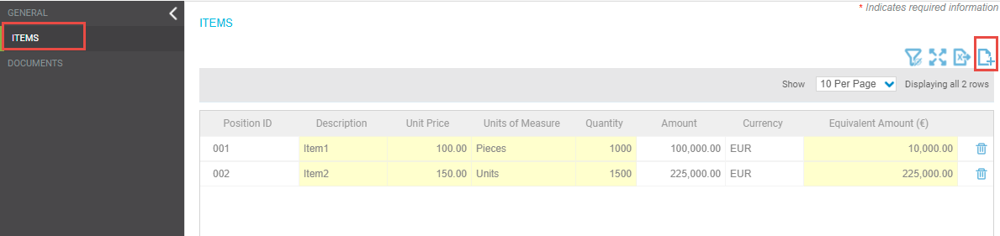 GENERAL
* Indicates required information
ITEMS
ITEMS
DOCUMENTS
Show 10 Per Page Displaying all 2 rows
Position ID Description Unit Price Units of Measure Quantity Amount Currency Equivalent Amount (€)
001 Item1 100.00 Pieces 1000 100,000.00 EUR 10,000.00
002 Item2 150.00 Units 1500 225,000.00 EUR 225,000.00